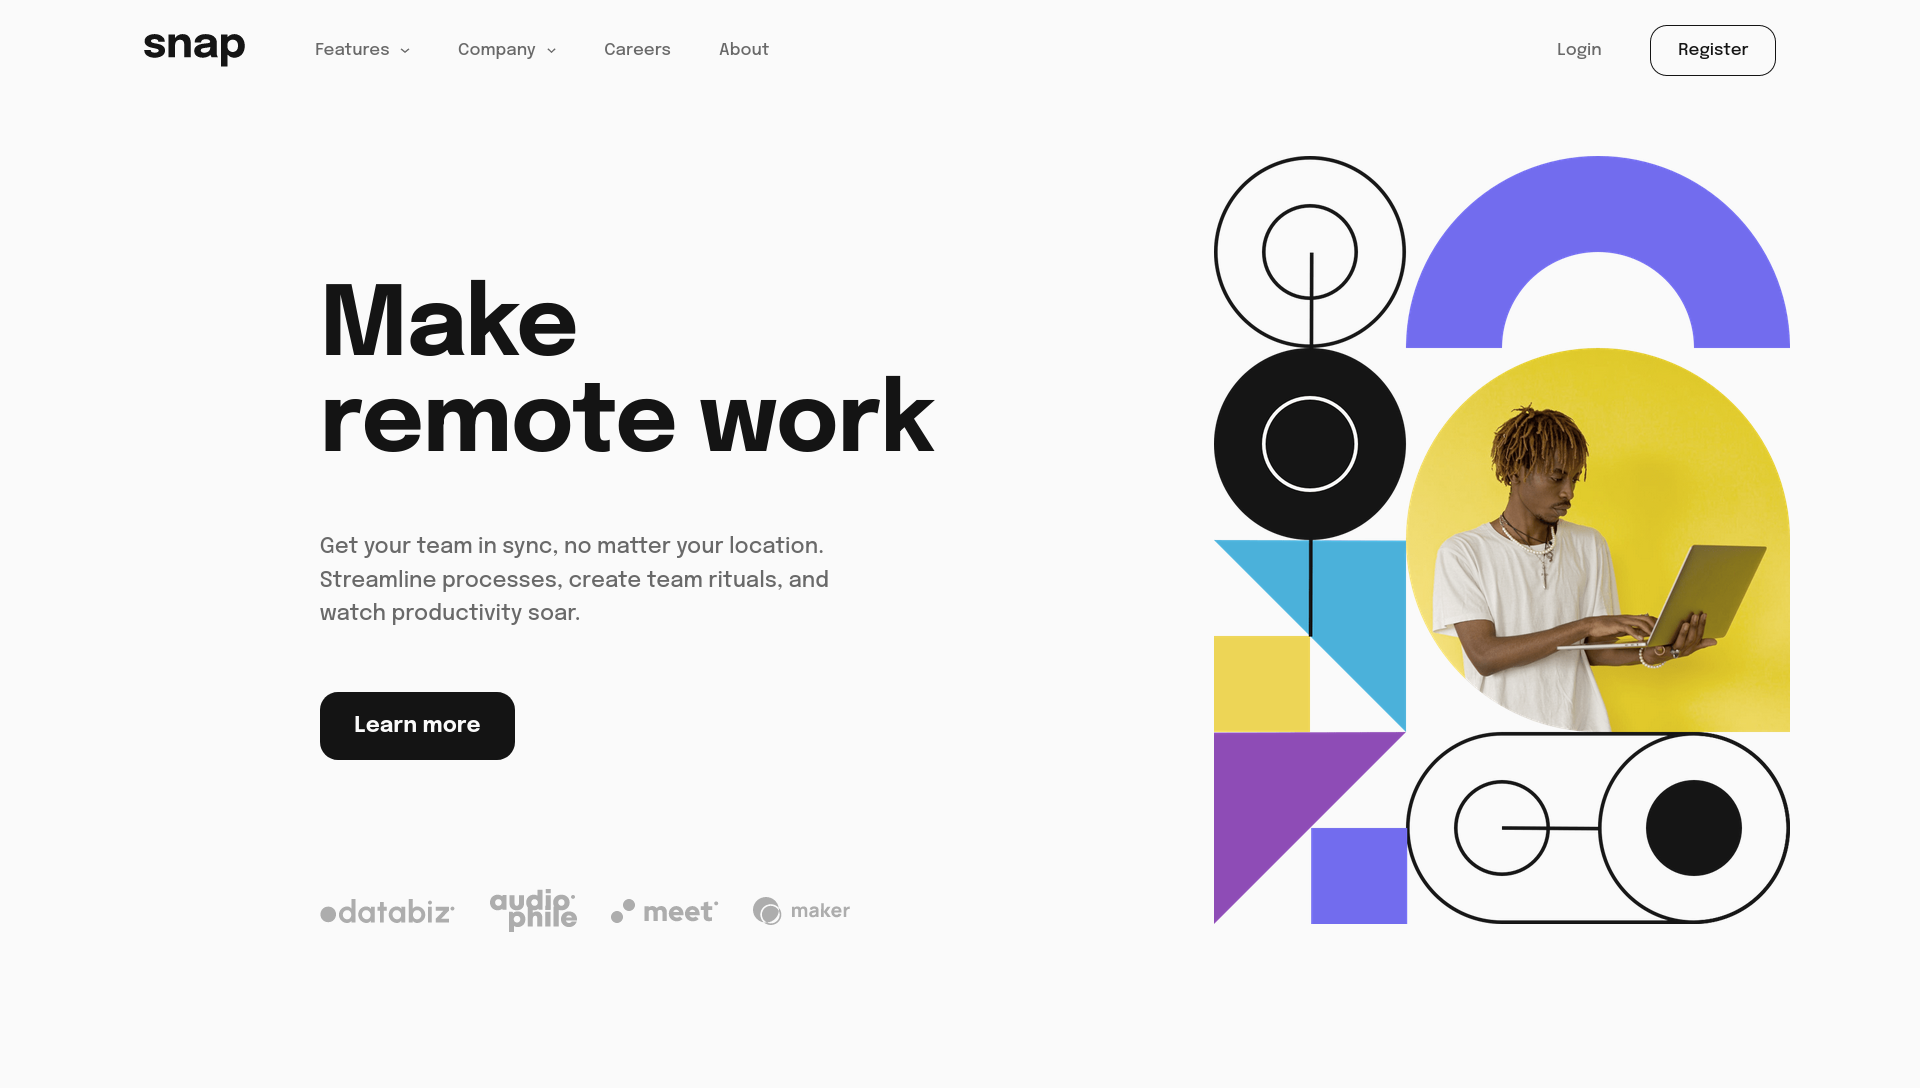 snap
Features
Company
Careers
About
Login
Register
Make
remote work
Get your team in sync, no matter your location.
Streamline processes, create team rituals, and
watch productivity soar.
Learn more
databiz
audio
phile
meet
maker